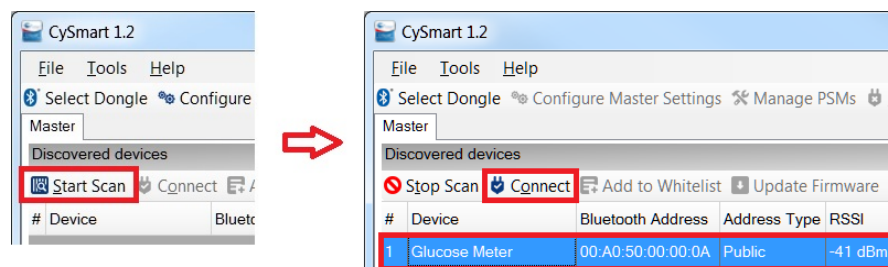 CySmart 1.2
File Tools Help
Select Dongle Configure
Master
Discovered devices
Start Scan Connect
# Device
CySmart 1.2
File Tools Help
Select Dongle Configure Master Settings Manage PSMs
Master
Discovered devices
Stop Scan Connect Add to Whitelist Update Firmware
# Device Bluetooth Address Address Type RSSI
1 Glucose Meter 00:A0:50:00:00:0A Public -41 dBm